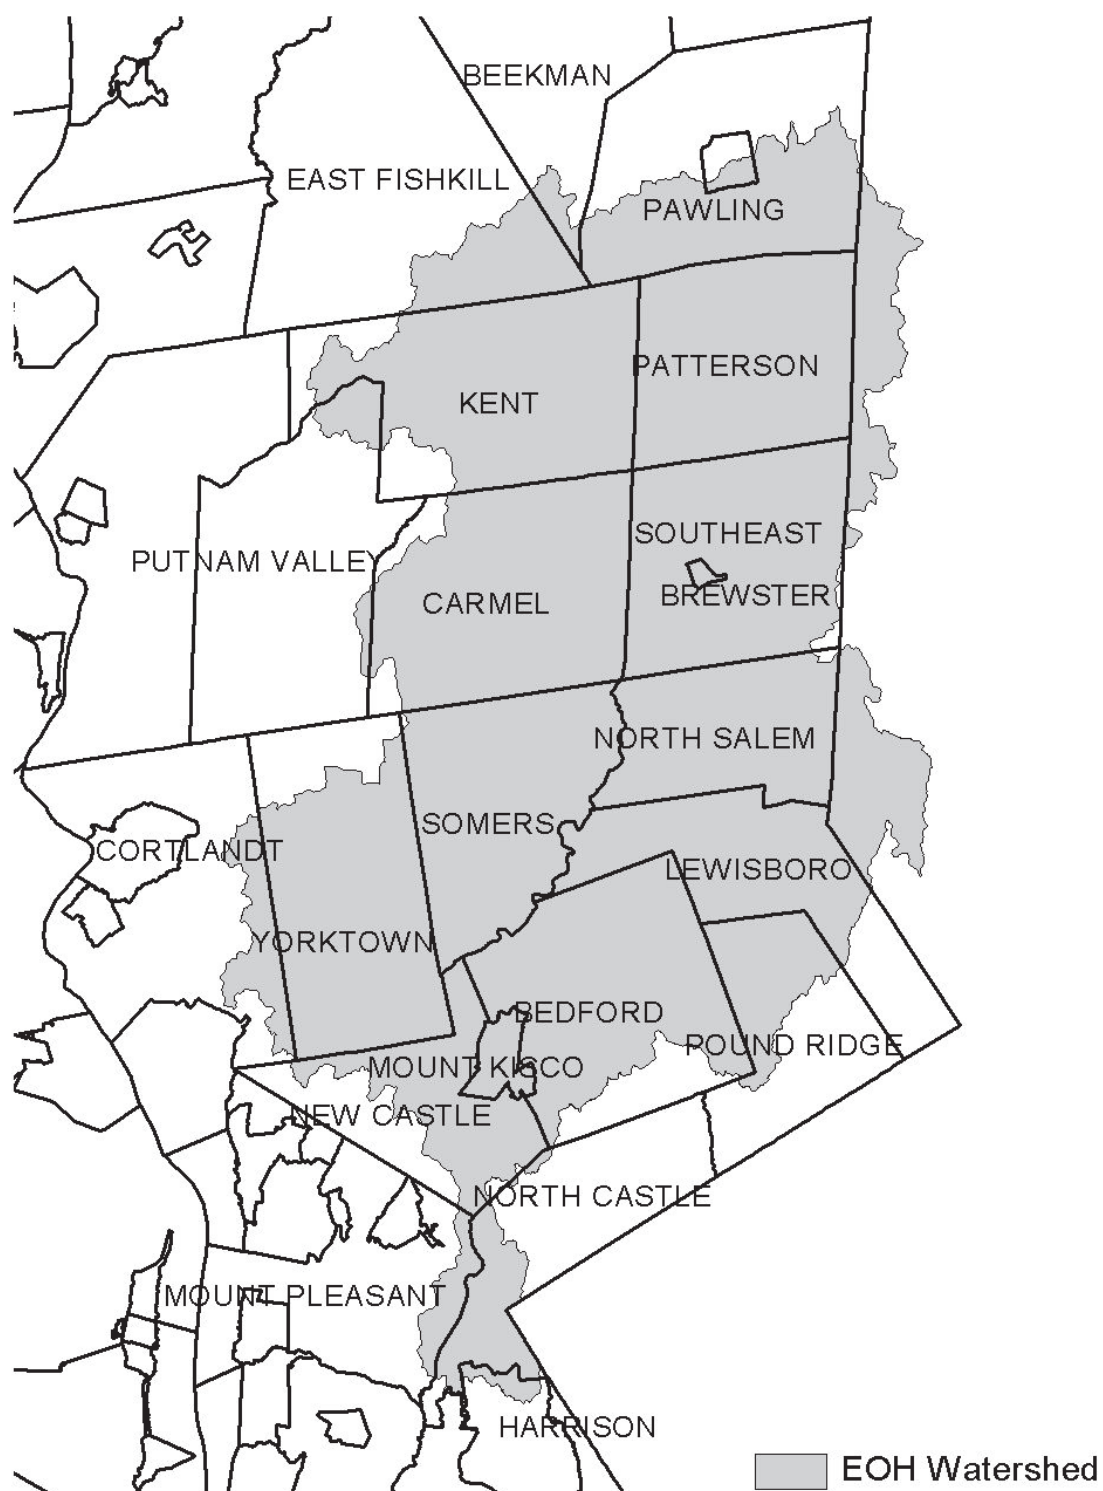 BEEKMAN
EAST FISHKILL
PAWLING
PATTERSON
KENT
SOUTHEAST
PUTNAM VALLEY
BREWSTER
CARMEL
NORTH SALEM
SOMERS
CORTLANDT
LEWISBORO
YORKTOWN
BEDFORD
POUND RIDGE
MOUNT KISCO
NEW CASTLE
NORTH CASTLE
MOUNT PLEASANT
HARRISON
EOH Watershed